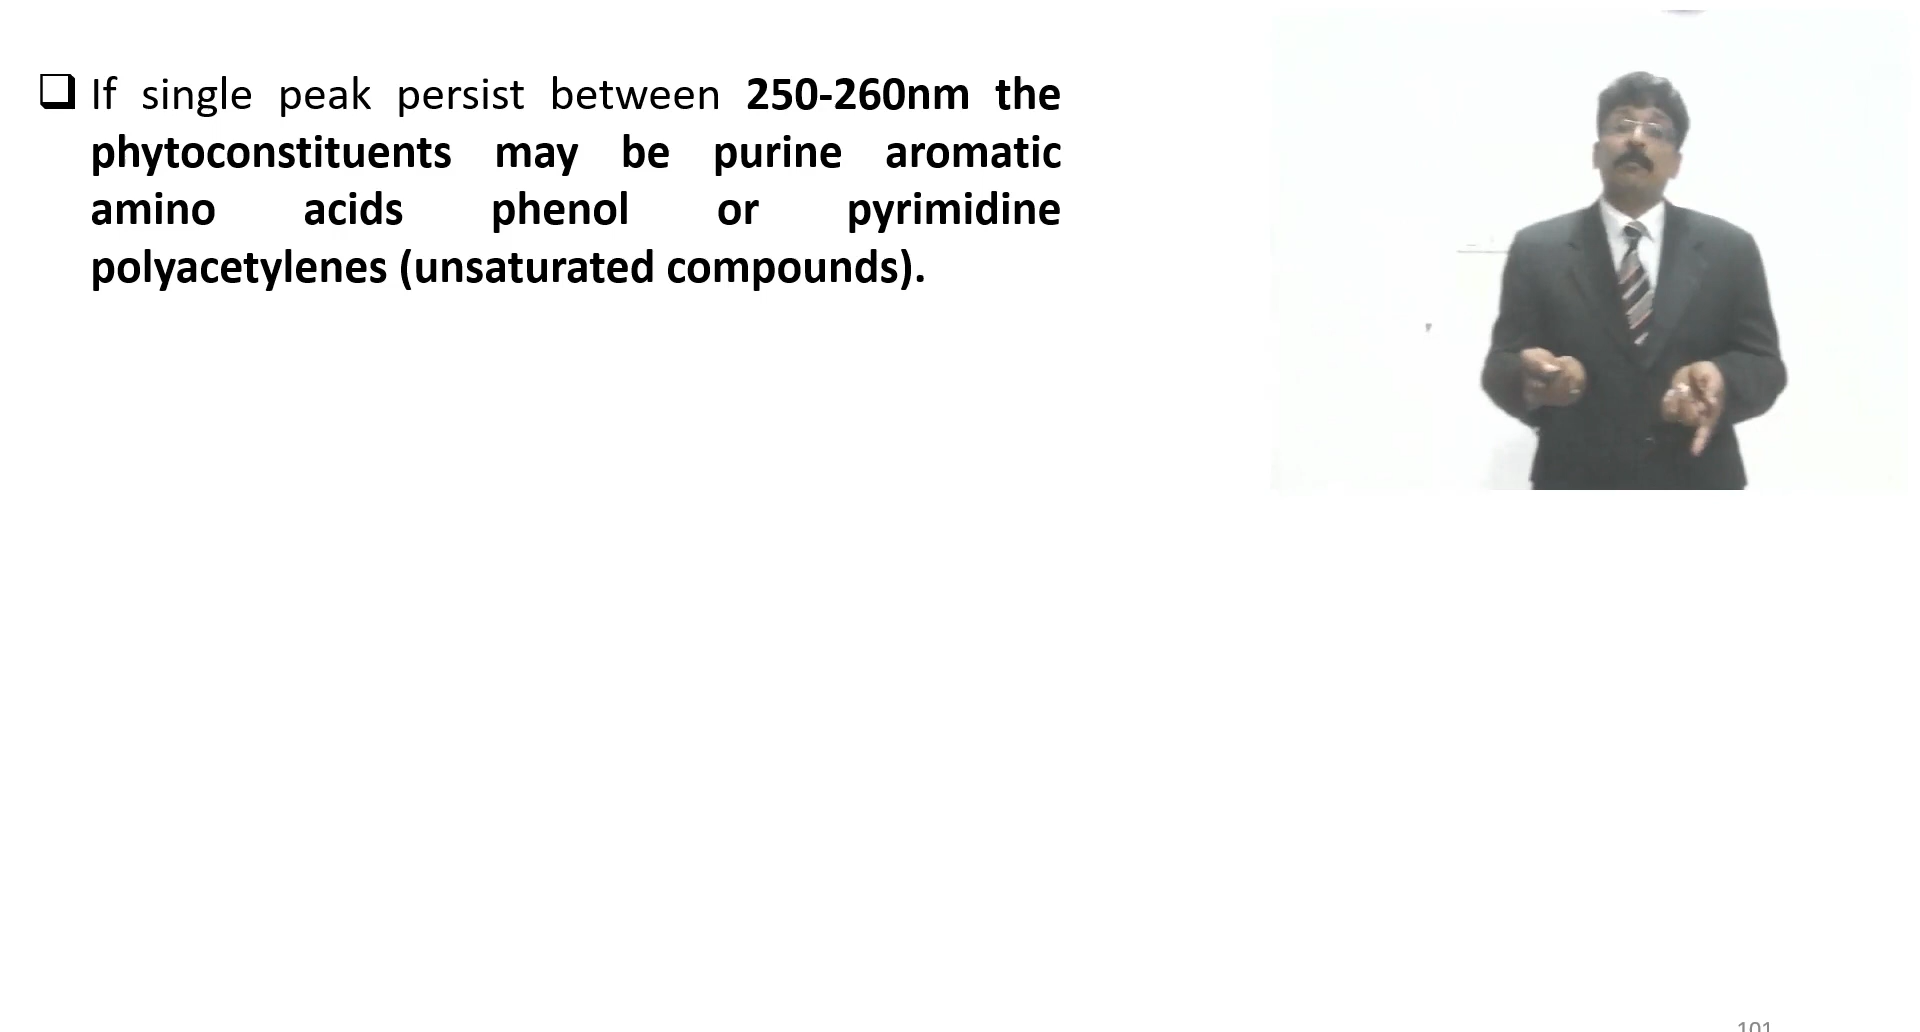 If single peak persist between 250-260nm the
phytoconstituents may be purine aromatic
amino acids phenol or pyrimidine
polyacetylenes (unsaturated compounds).
101